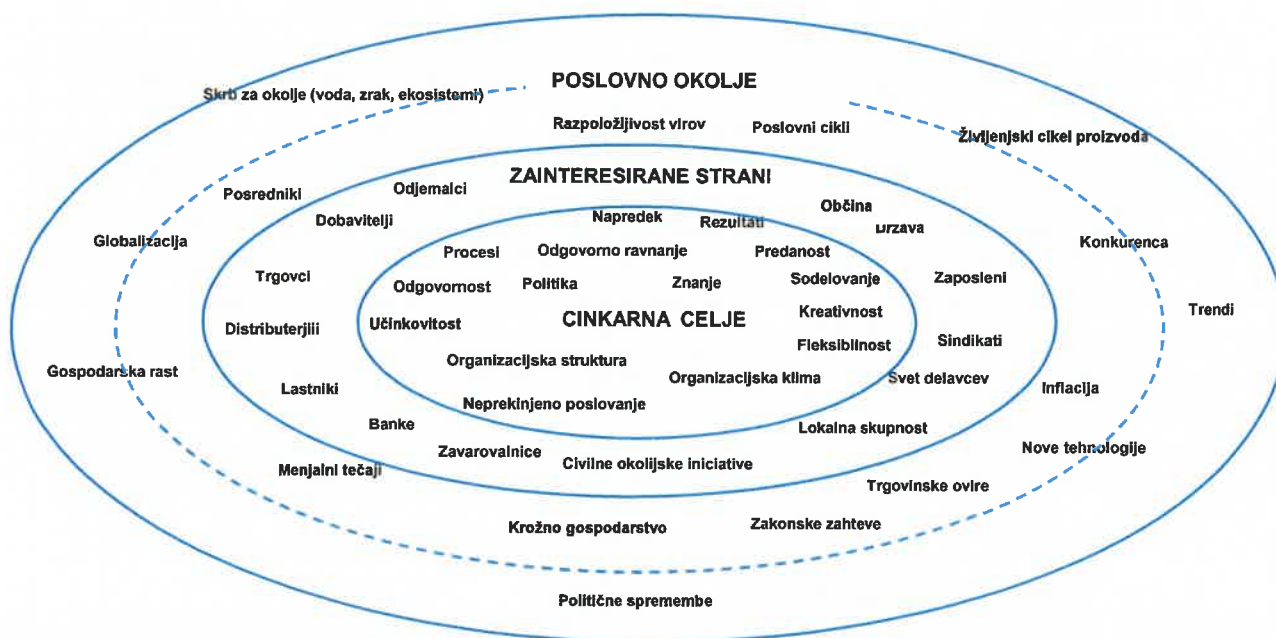 POSLOVNO OKOLJE
Skrb za okolje (voda, zrak, ekosistemi)
Razpoložljivost virov
Poslovni cikli
Življenjski cikel proizvoda
ZAINTERESIRANE STRANI
Odjemalci
Posredniki
Dobavitelji
Občina
Država
Napredek
Rezultati
Globalizacija
Konkurenca
Procesi
Odgovorno ravnanje
Predanost
Trgovci
Odgovornost
Politika
Znanje
Sodelovanje
Zaposleni
Trendi
Distributerjiii
Učinkovitost
CINKARNA CELJE
Kreativnost
Fleksibilnost
Sindikati
Gospodarska rast
Organizacijska struktura
Organizacijska klima
Svet delavcev
Lastniki
Inflacija
Neprekinjeno poslovanje
Banke
Lokalna skupnost
Zavarovalnice
Nove tehnologije
Menjalni tečaji
Civilne okolijske iniciative
Trgovinske ovire
Krožno gospodarstvo
Zakonske zahteve
Politične spremembe